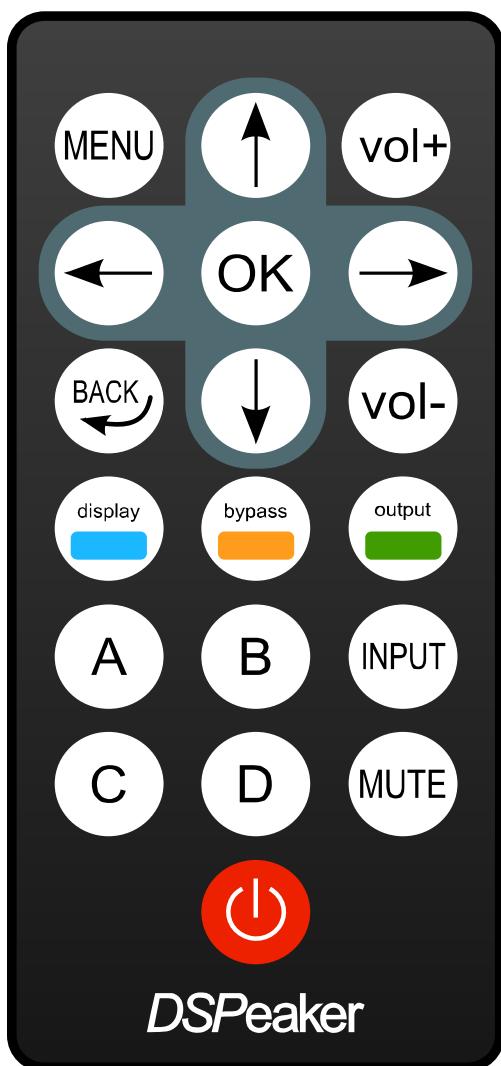 MENU vol+
OK
BACK vol-
display bypass output
A B INPUT
C D MUTE
DSPeaker